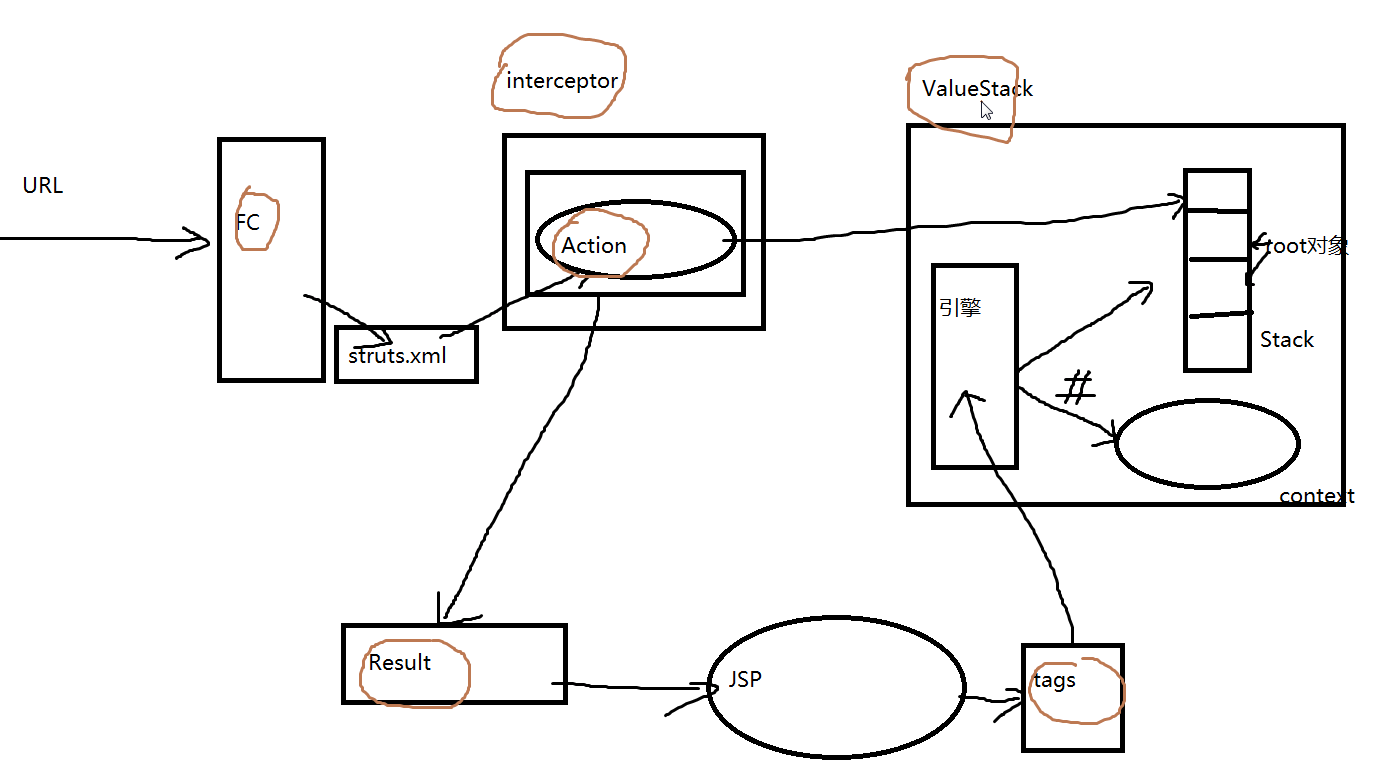 interceptor
ValueStack
URL
FC
Action
root对象
引擎
struts.xml
Stack
#
context
Result
JSP
tags